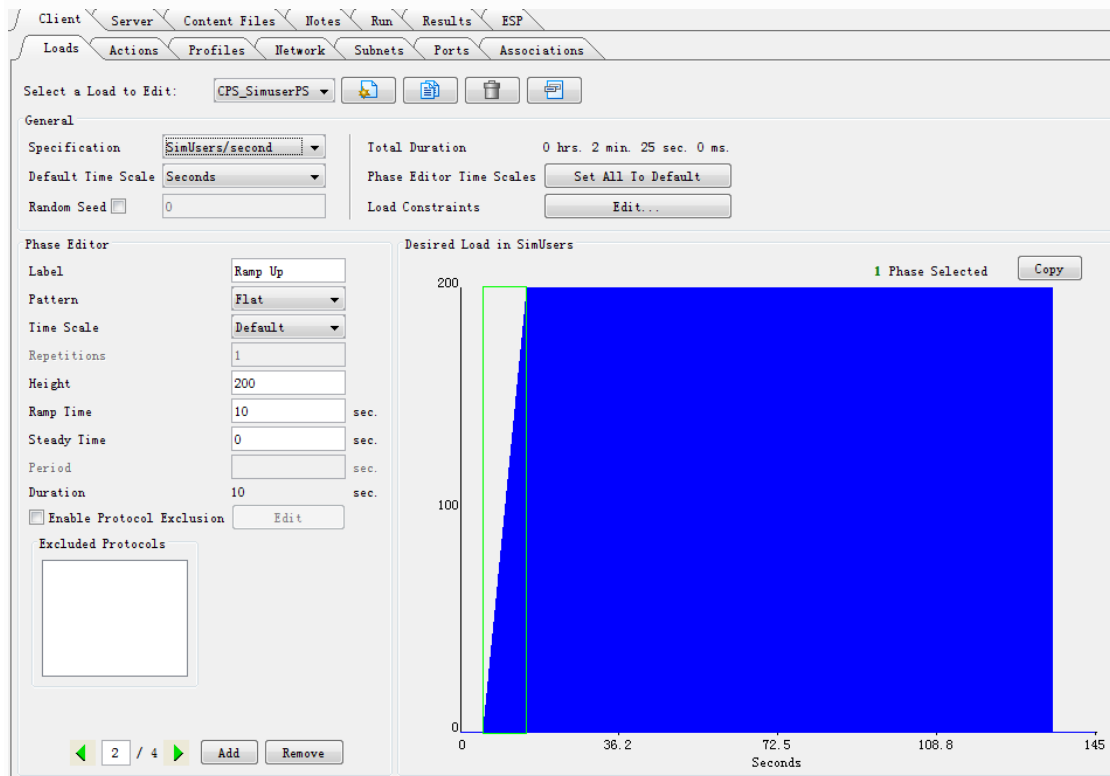 Client Server Content Files Notes Run Results ESP
Loads Actions Profiles Network Subnets Ports Associations
Select a Load to Edit: CPS_SimuserPS
General
Specification SimUsers/second Total Duration 0 hrs. 2 min. 25 sec. 0 ms.
Default Time Scale Seconds Phase Editor Time Scales Set All To Default
Random Seed 0 Load Constraints Edit...
Phase Editor
Label Ramp Up
Pattern Flat
Time Scale Default
Repetitions 1
Height 200
Ramp Time 10 sec.
Steady Time 0 sec.
Period sec.
Duration 10 sec.
Enable Protocol Exclusion Edit
Excluded Protocols
2 / 4 Add Remove
Desired Load in SimUsers
1 Phase Selected Copy
200
100
0
0 36.2 72.5 108.8 145
Seconds